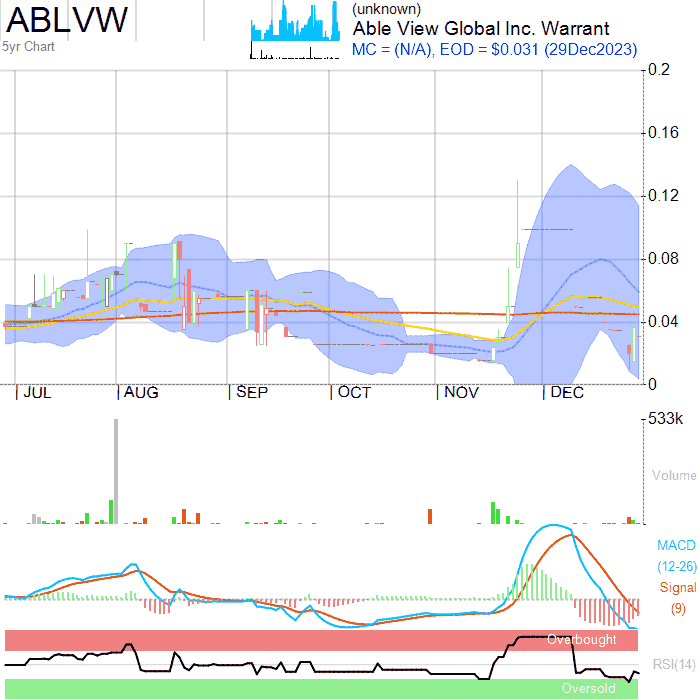 ABLVW
5yr Chart
(unknown)
Able View Global Inc. Warrant
MC = (N/A), EOD = $0.031 (29Dec2023)
0.2
0.16
0.12
0.08
0.04
0
JUL AUG SEP OCT NOV DEC
533k
Volume
MACD
(12-26)
Signal
(9)
Overbought
RSI(14)
Oversold